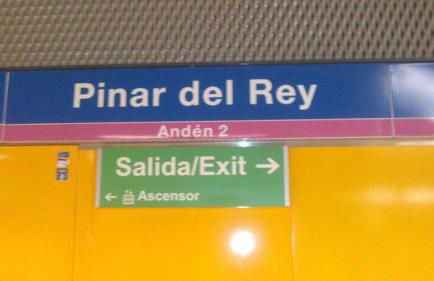 Pinar del Rey
Andén 2
Salida/Exit →
← Ascensor